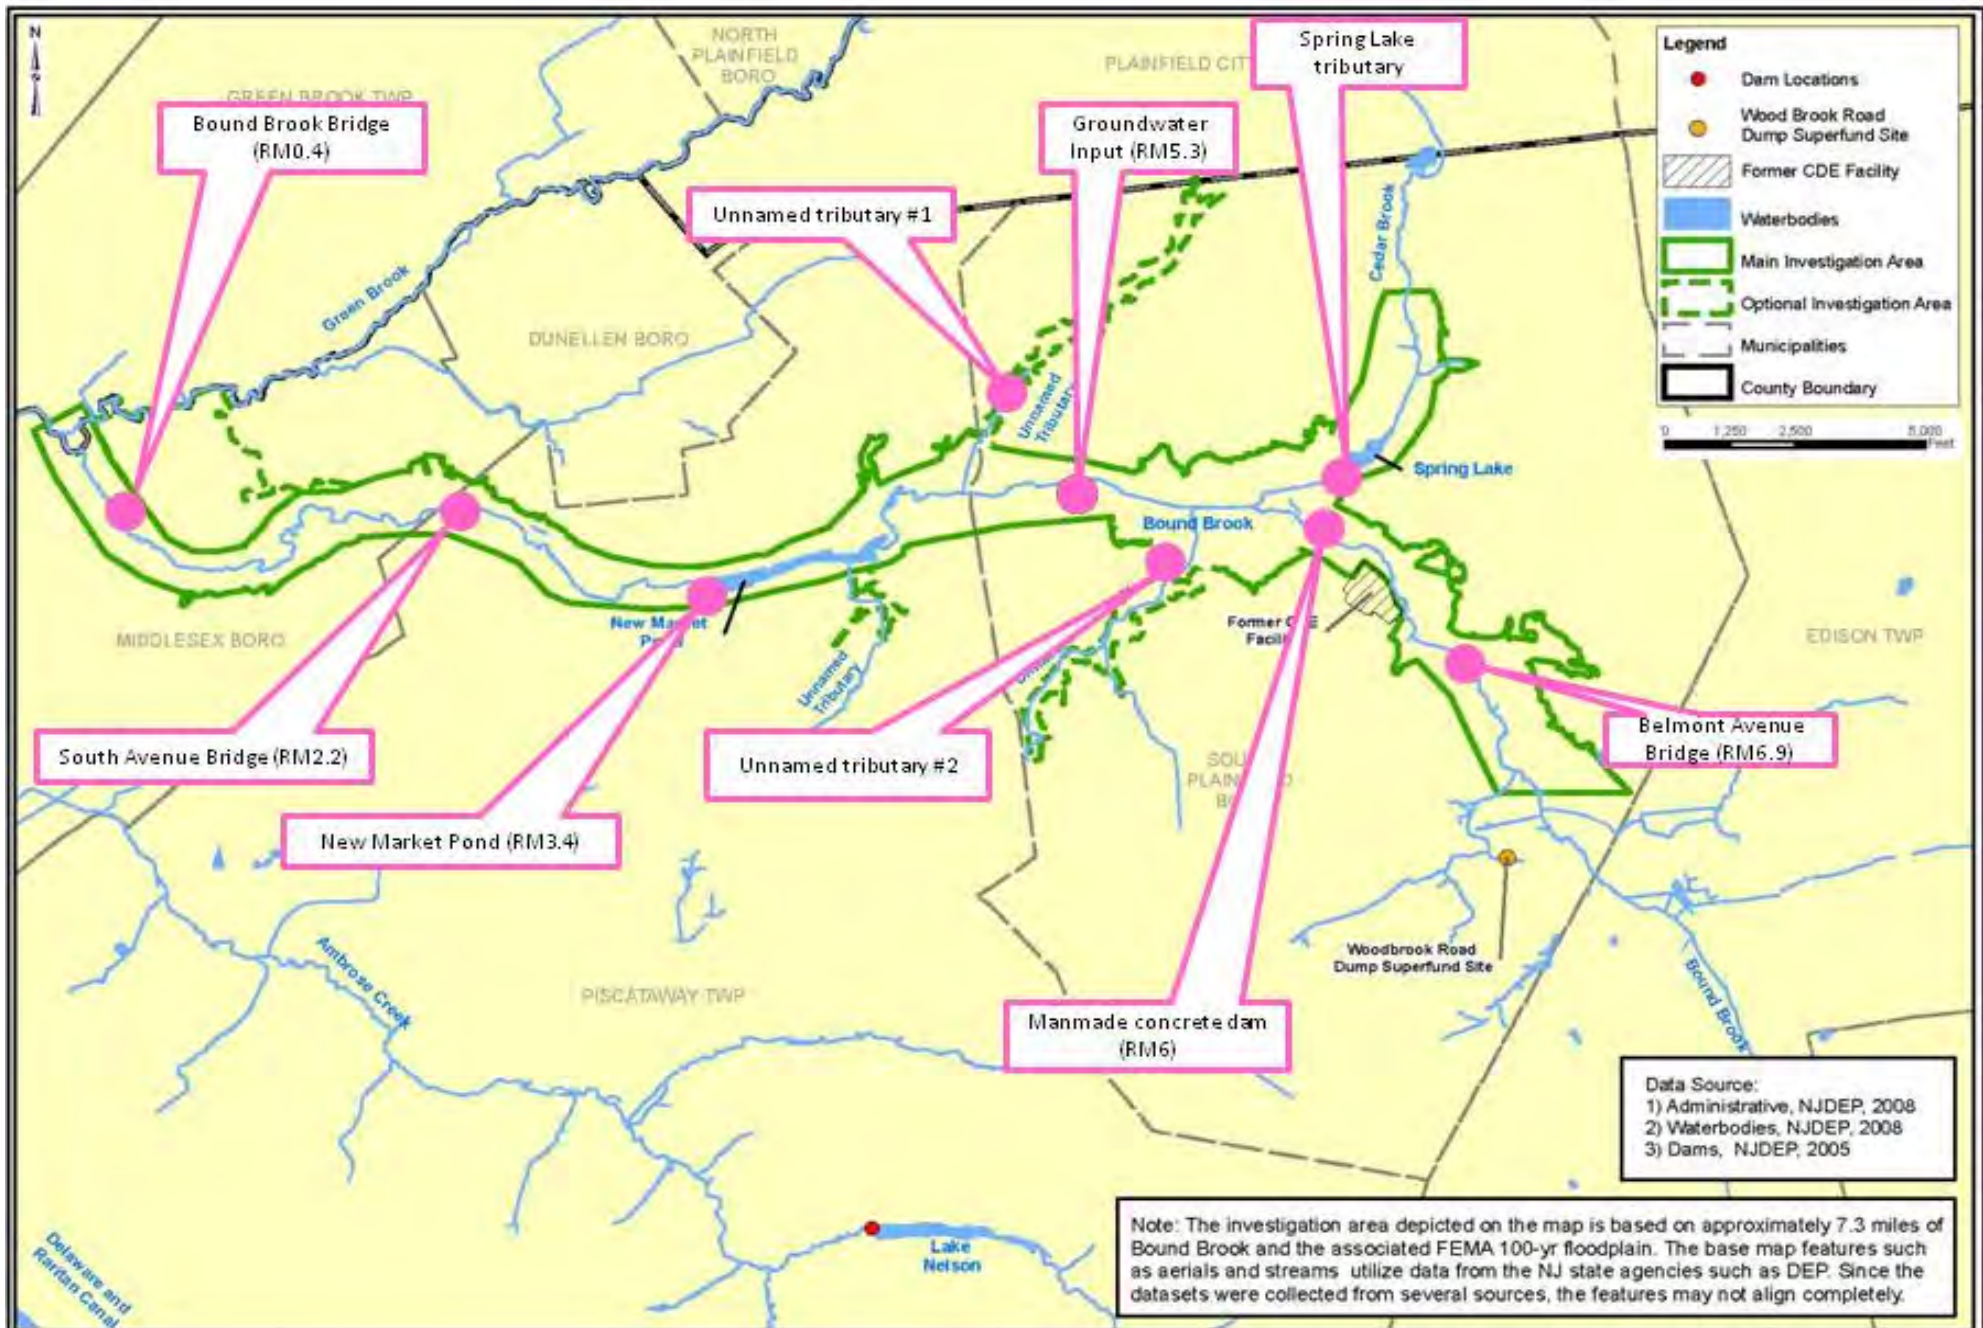 N
GREEN BROOK TWP
NORTH
PLAINFIELD
BORO
PLAINFIELD CIT
Spring Lake
tributary
Bound Brook Bridge
(RM0.4)
Groundwater
Input (RM5.3)
Unnamed tributary #1
Legend
Dam Locations
Wood Brook Road
Dump Superfund Site
Former CDE Facility
Waterbodies
Main Investigation Area
Optional Investigation Area
Municipalities
County Boundary
0 1,250 2,500 5,000
Feet
Green Brook
Cedar Brook
DUNELLEN BORO
Unnamed
Tributary
Spring Lake
Bound Brook
New Market
MIDDLESEX BORO
Former
EDISON TWP
Unnamed
Tributary
South Avenue Bridge (RM2.2)
Unnamed tributary #2
Belmont Avenue
Bridge (RM6.9)
New Market Pond (RM3.4)
Woodbrook Road
Dump Superfund Site
Ambrose Creek
Bound Brook
PISCATAWAY TWP
Manmade concrete dam
(RM6)
Data Source:
1) Administrative, NJDEP, 2008
2) Waterbodies, NJDEP, 2008
3) Dams, NJDEP, 2005
Lake
Nelson
Delaware and
Raritan Canal
Note: The investigation area depicted on the map is based on approximately 7.3 miles of
Bound Brook and the associated FEMA 100-yr floodplain. The base map features such
as aerials and streams utilize data from the NJ state agencies such as DEP. Since the
datasets were collected from several sources, the features may not align completely.